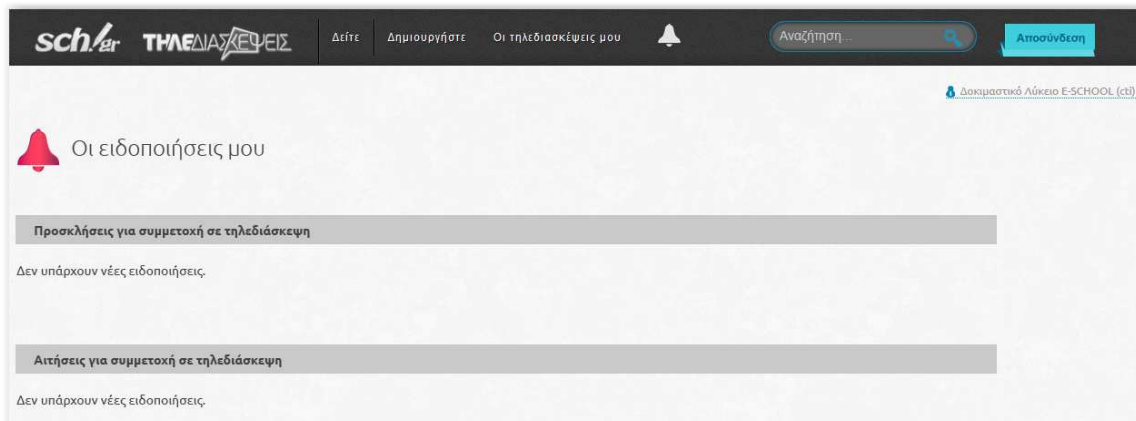 sch.gr ΤΗΛΕΔΙΑΣΚΕΨΕΙΣ Δείτε Δημιουργήστε Οι τηλεδιασκέψεις μου Αναζήτηση... Αποσύνδεση
Δοκιμαστικό Λύκειο E-SCHOOL (cti)
Οι ειδοποιήσεις μου
Προσκλήσεις για συμμετοχή σε τηλεδιάσκεψη
Δεν υπάρχουν νέες ειδοποιήσεις.
Αιτήσεις για συμμετοχή σε τηλεδιάσκεψη
Δεν υπάρχουν νέες ειδοποιήσεις.